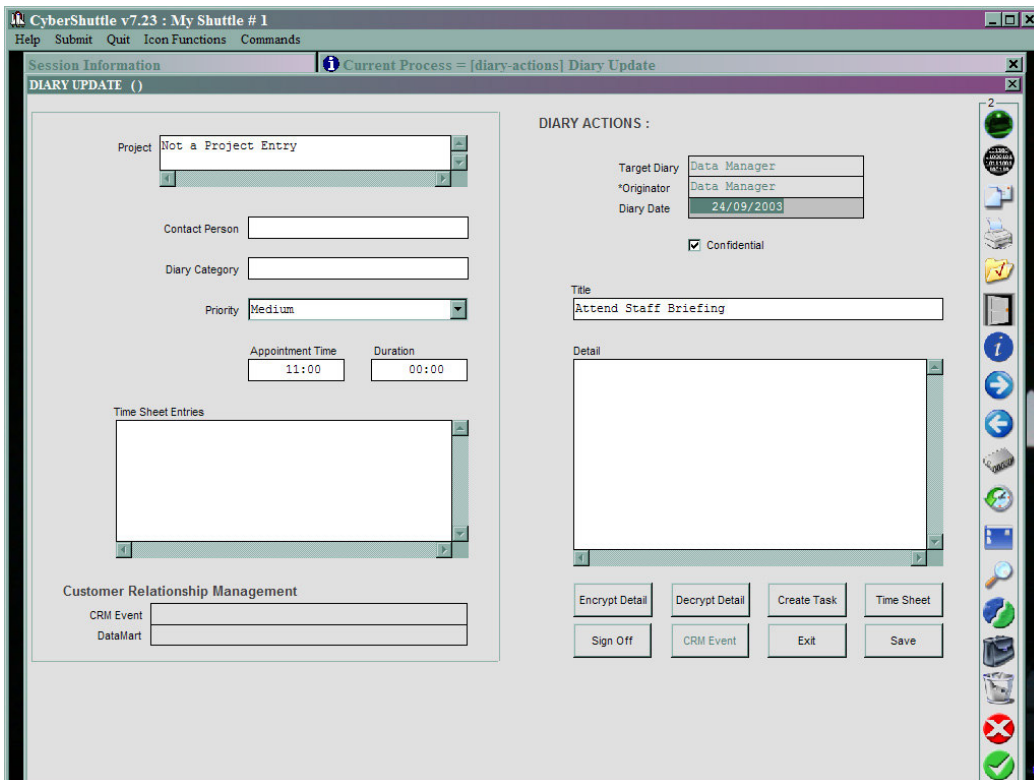 CyberShuttle v7.23 : My Shuttle # 1
Help Submit Quit Icon Functions Commands
Session Information
Current Process = [diary-actions] Diary Update
DIARY UPDATE ()
2
Project
Not a Project Entry
Contact Person
Diary Category
Priority
Medium
Appointment Time
Duration
11:00
00:00
Time Sheet Entries
Customer Relationship Management
CRM Event
DataMart
DIARY ACTIONS :
Target Diary
Data Manager
*Originator
Data Manager
Diary Date
24/09/2003
Confidential
Title
Attend Staff Briefing
Detail
Encrypt Detail
Decrypt Detail
Create Task
Time Sheet
Sign Off
CRM Event
Exit
Save